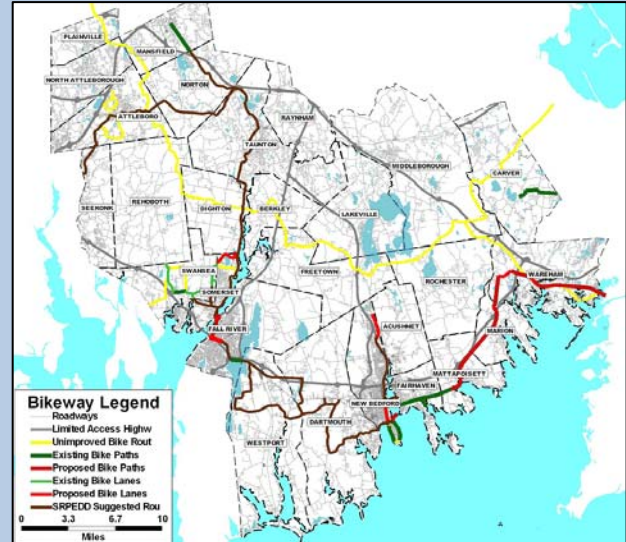 PLAINVILLE
MANSFIELD
NORTH ATTLEBOROUGH
NORTON
ATTLEBORO
RAYNHAM
TAUNTON
MIDDLEBOROUGH
CARVER
SEEKONK
REHOBOTH
DIGHTON
BERKLEY
LAKEVILLE
SWANSEA
FREETOWN
ROCHESTER
WAREHAM
SOMERSET
FALL RIVER
ACUSHNET
MARION
MATTAPOISETT
FAIRHAVEN
NEW BEDFORD
DARTMOUTH
WESTPORT
Bikeway Legend
Roadways
Limited Access Highw
Unimproved Bike Rout
Existing Bike Paths
Proposed Bike Paths
Existing Bike Lanes
Proposed Bike Lanes
SRPEDD Suggested Rou
0 3.3 6.7 10
Miles